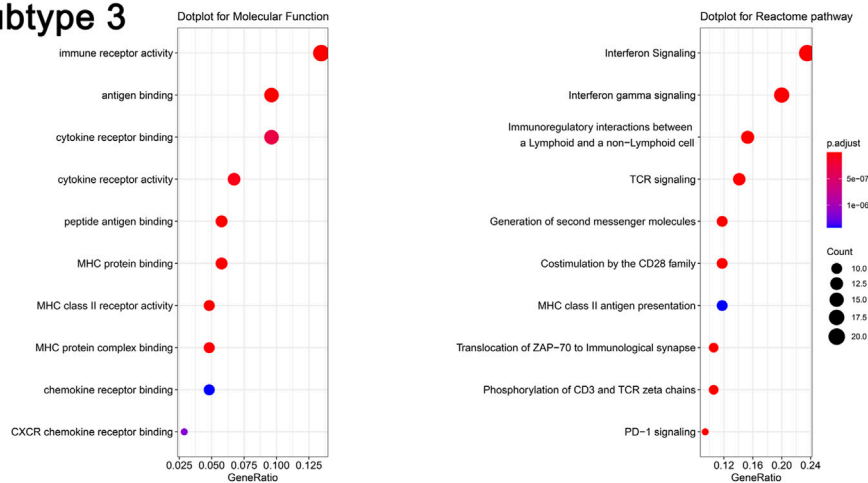 btype 3
Dotplot for Molecular Function
immune receptor activity
antigen binding
cytokine receptor binding
cytokine receptor activity
peptide antigen binding
MHC protein binding
MHC class II receptor activity
MHC protein complex binding
chemokine receptor binding
CXCR chemokine receptor binding
0.025 0.050 0.075 0.100 0.125
GeneRatio
Dotplot for Reactome pathway
Interferon Signaling
Interferon gamma signaling
Immunoregulatory interactions between
a Lymphoid and a non−Lymphoid cell
TCR signaling
Generation of second messenger molecules
Costimulation by the CD28 family
MHC class II antigen presentation
Translocation of ZAP−70 to Immunological synapse
Phosphorylation of CD3 and TCR zeta chains
PD−1 signaling
0.12 0.16 0.20 0.24
GeneRatio
p.adjust
5e−07
1e−06
Count
10.0
12.5
15.0
17.5
20.0